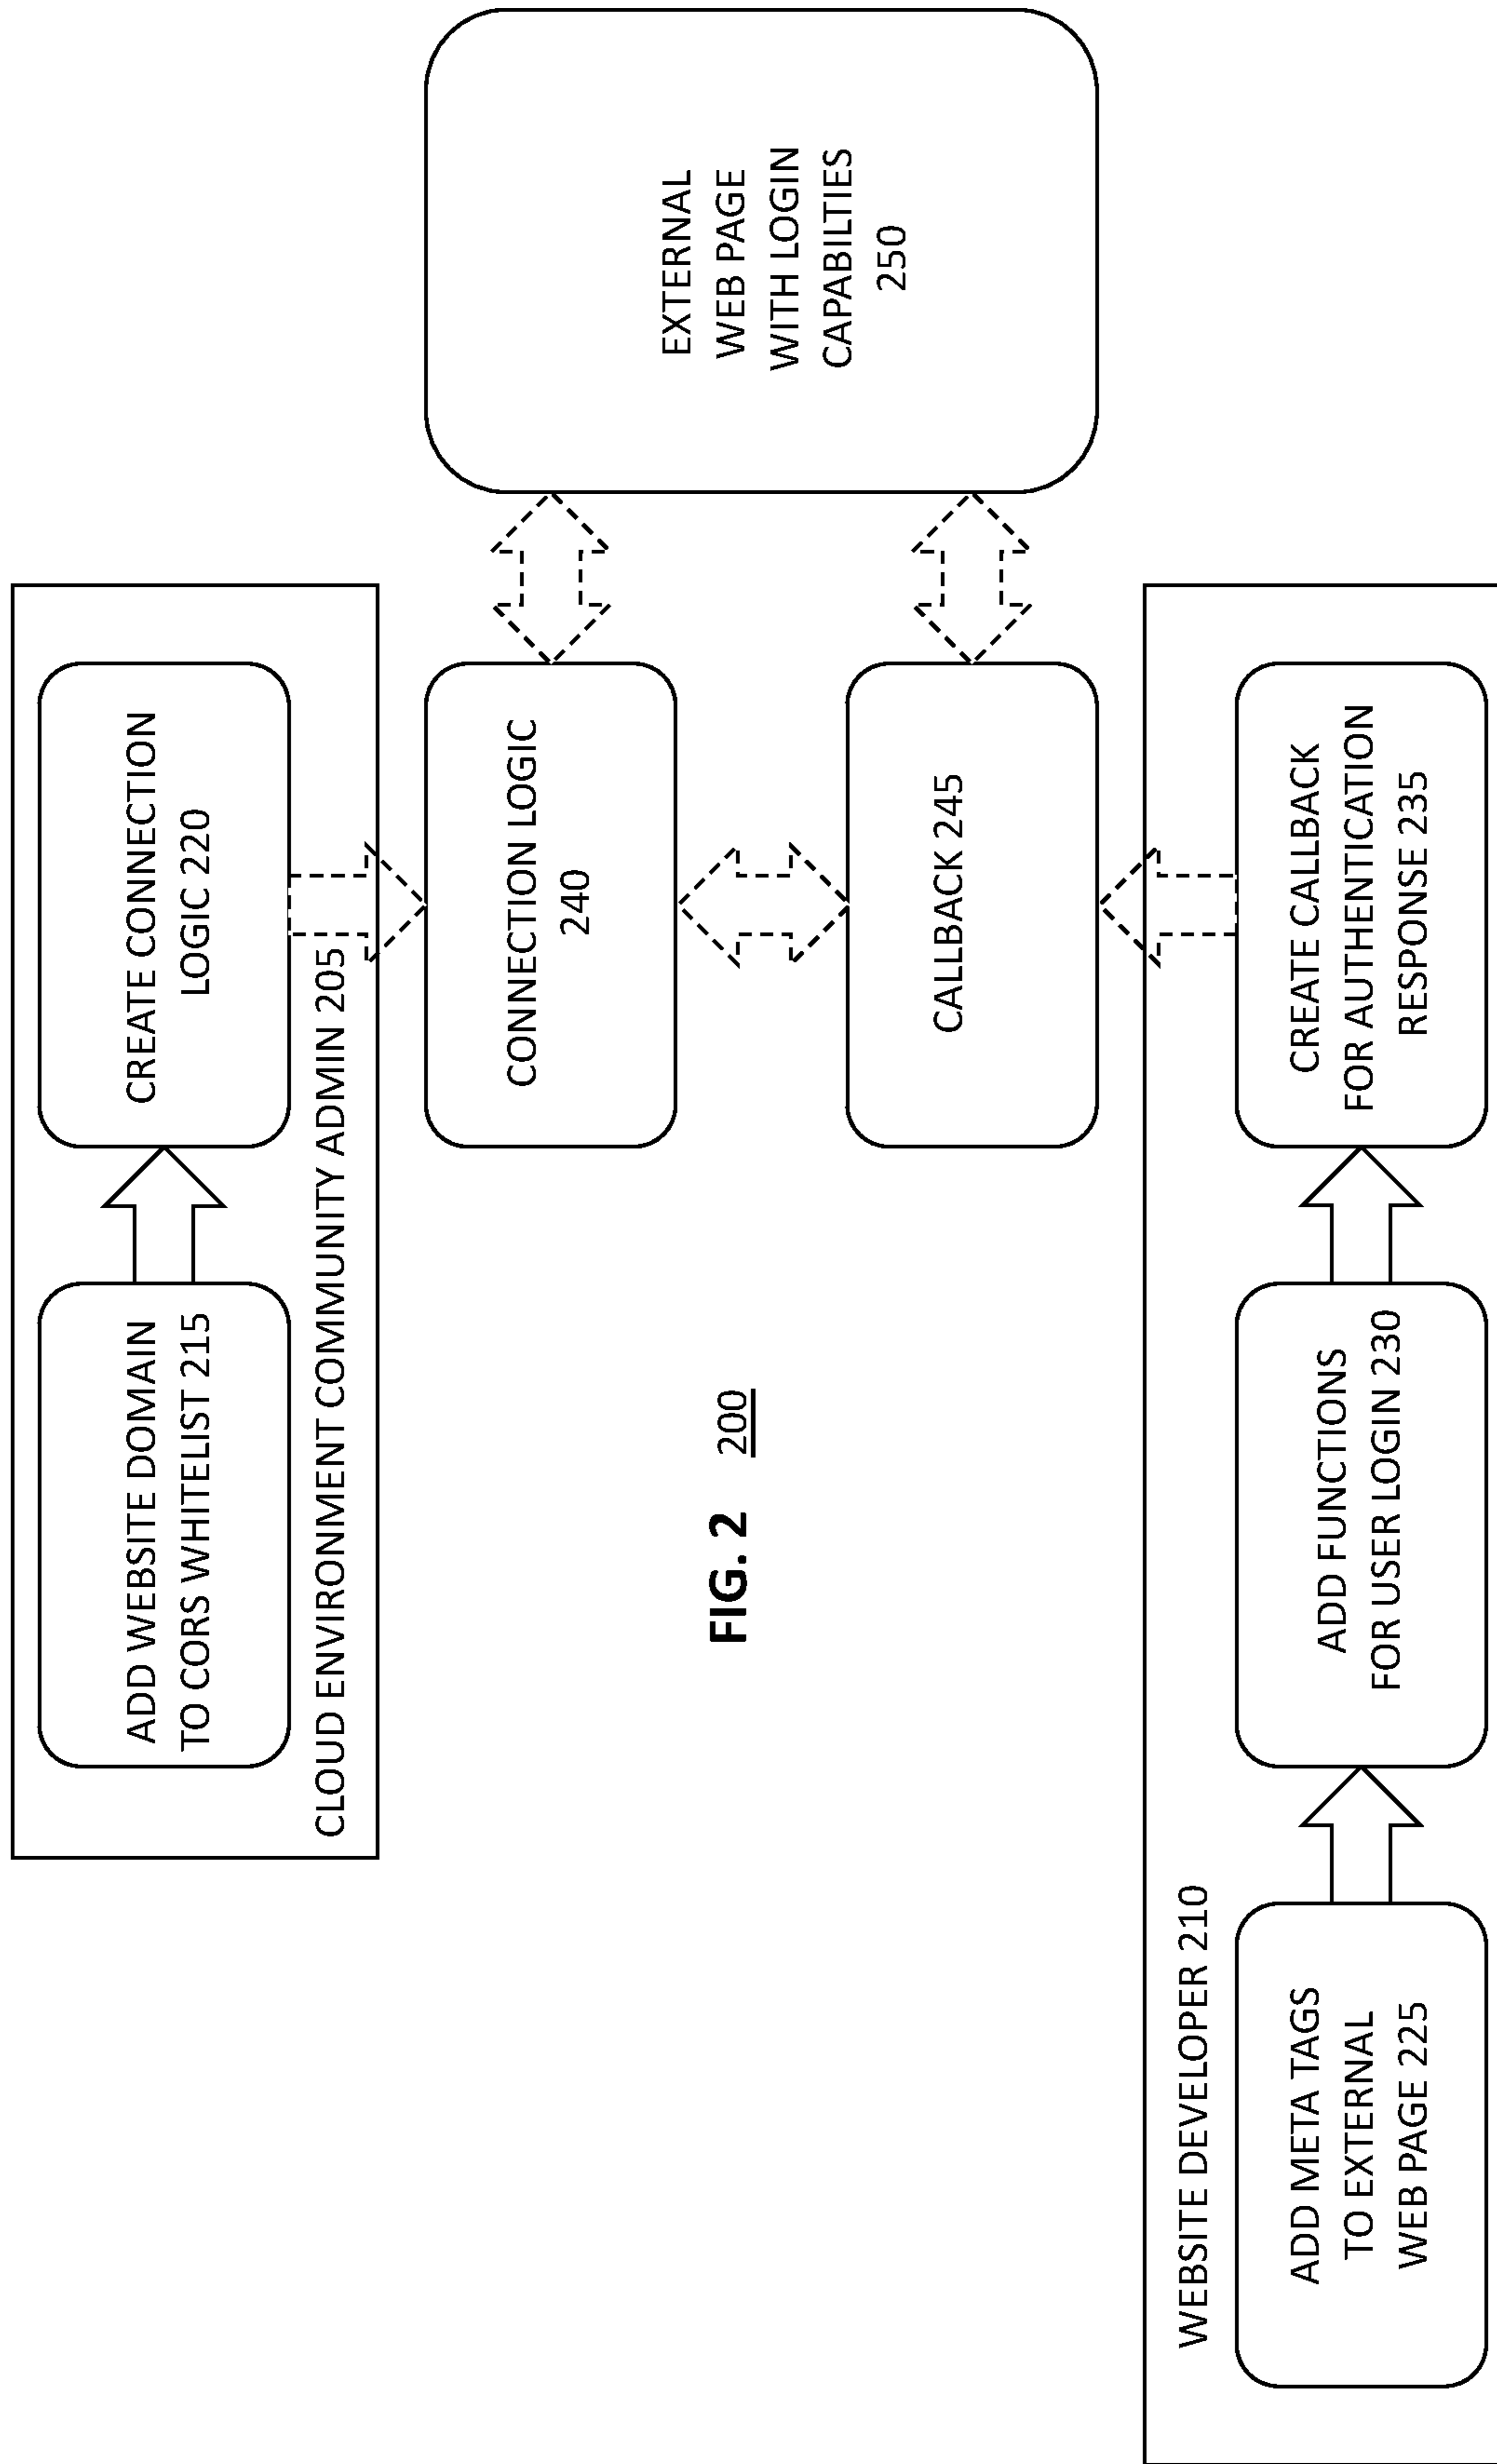 ADD WEBSITE DOMAIN
TO CORS WHITELIST 215
CREATE CONNECTION
LOGIC 220
CLOUD ENVIRONMENT COMMUNITY ADMIN 205
CONNECTION LOGIC
240
EXTERNAL
WEB PAGE
WITH LOGIN
CAPABILTIES
250
FIG. 2 200
CALLBACK 245
WEBSITE DEVELOPER 210
ADD META TAGS
TO EXTERNAL
WEB PAGE 225
ADD FUNCTIONS
FOR USER LOGIN 230
CREATE CALLBACK
FOR AUTHENTICATION
RESPONSE 235